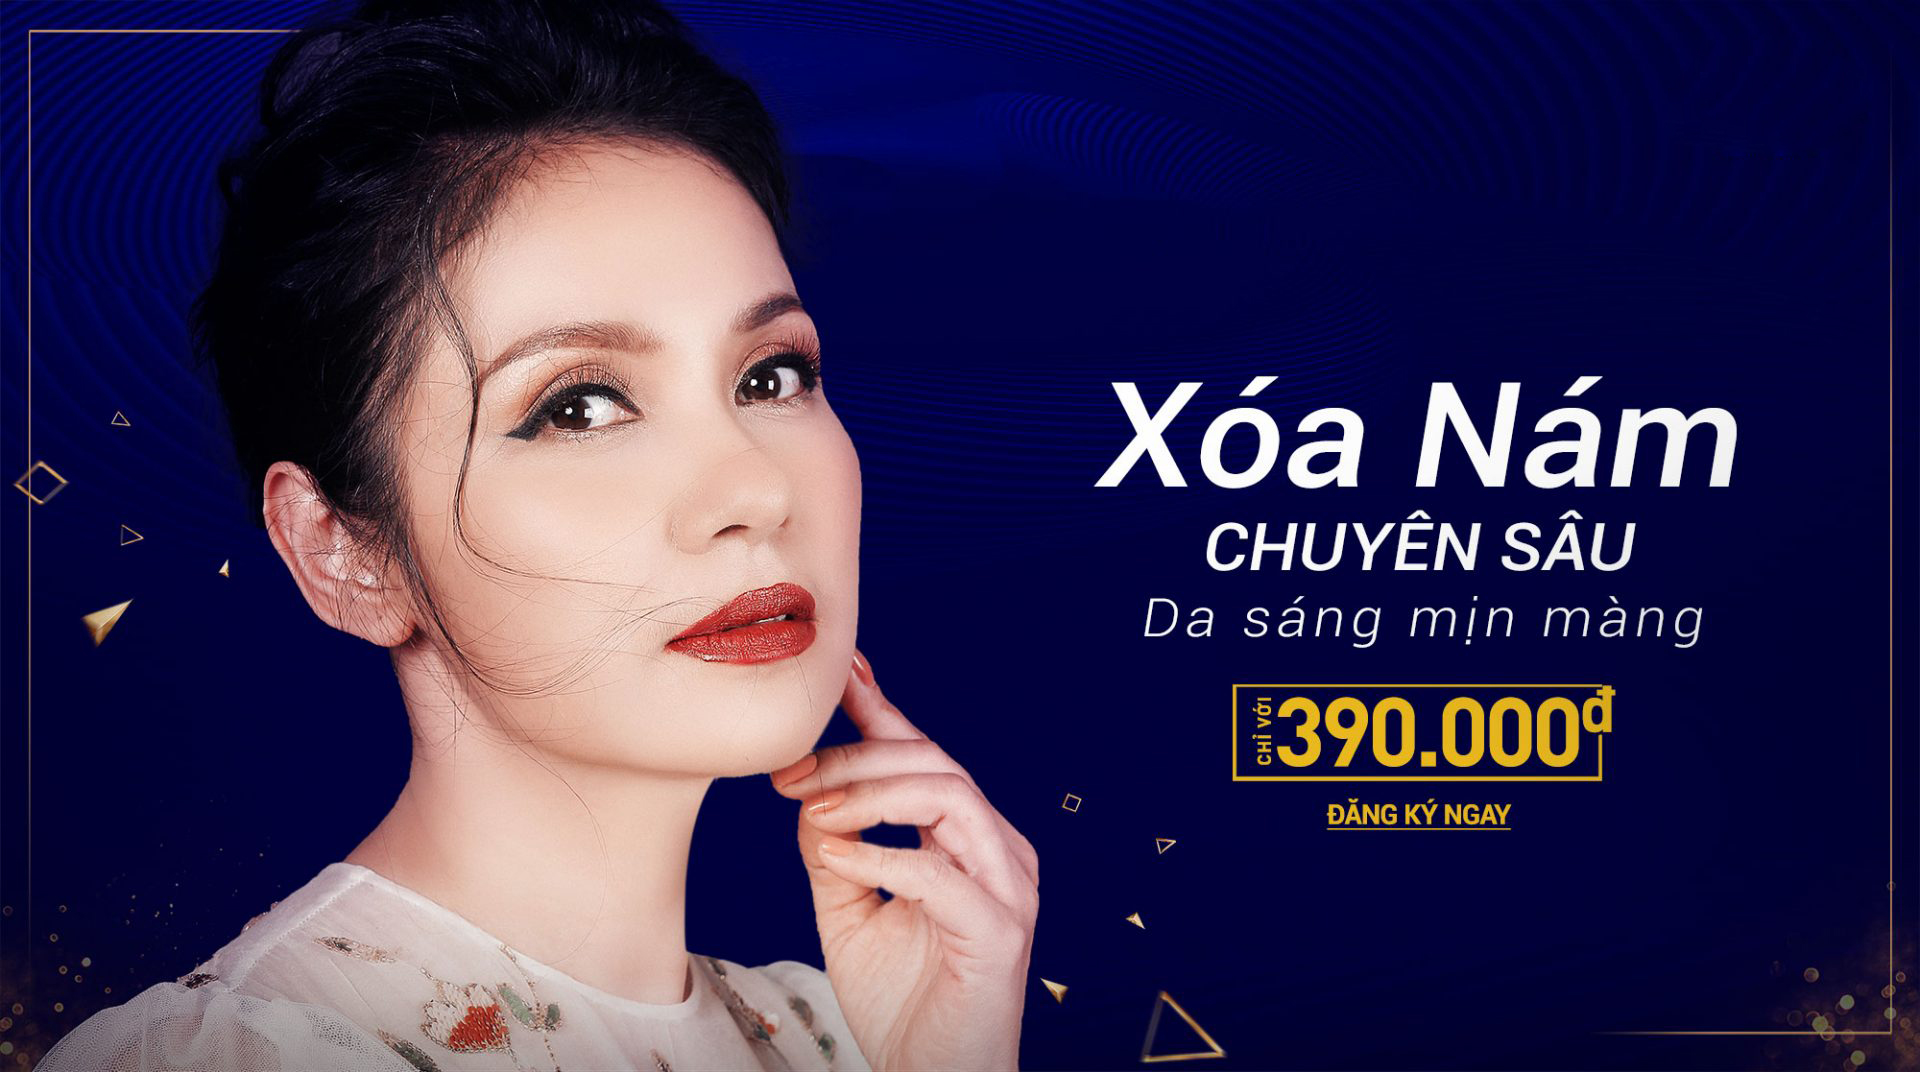 Xóa Nám
CHUYÊN SÂU
Da sáng mịn màng
CHỈ VỚI 390.000đ
ĐĂNG KÝ NGAY